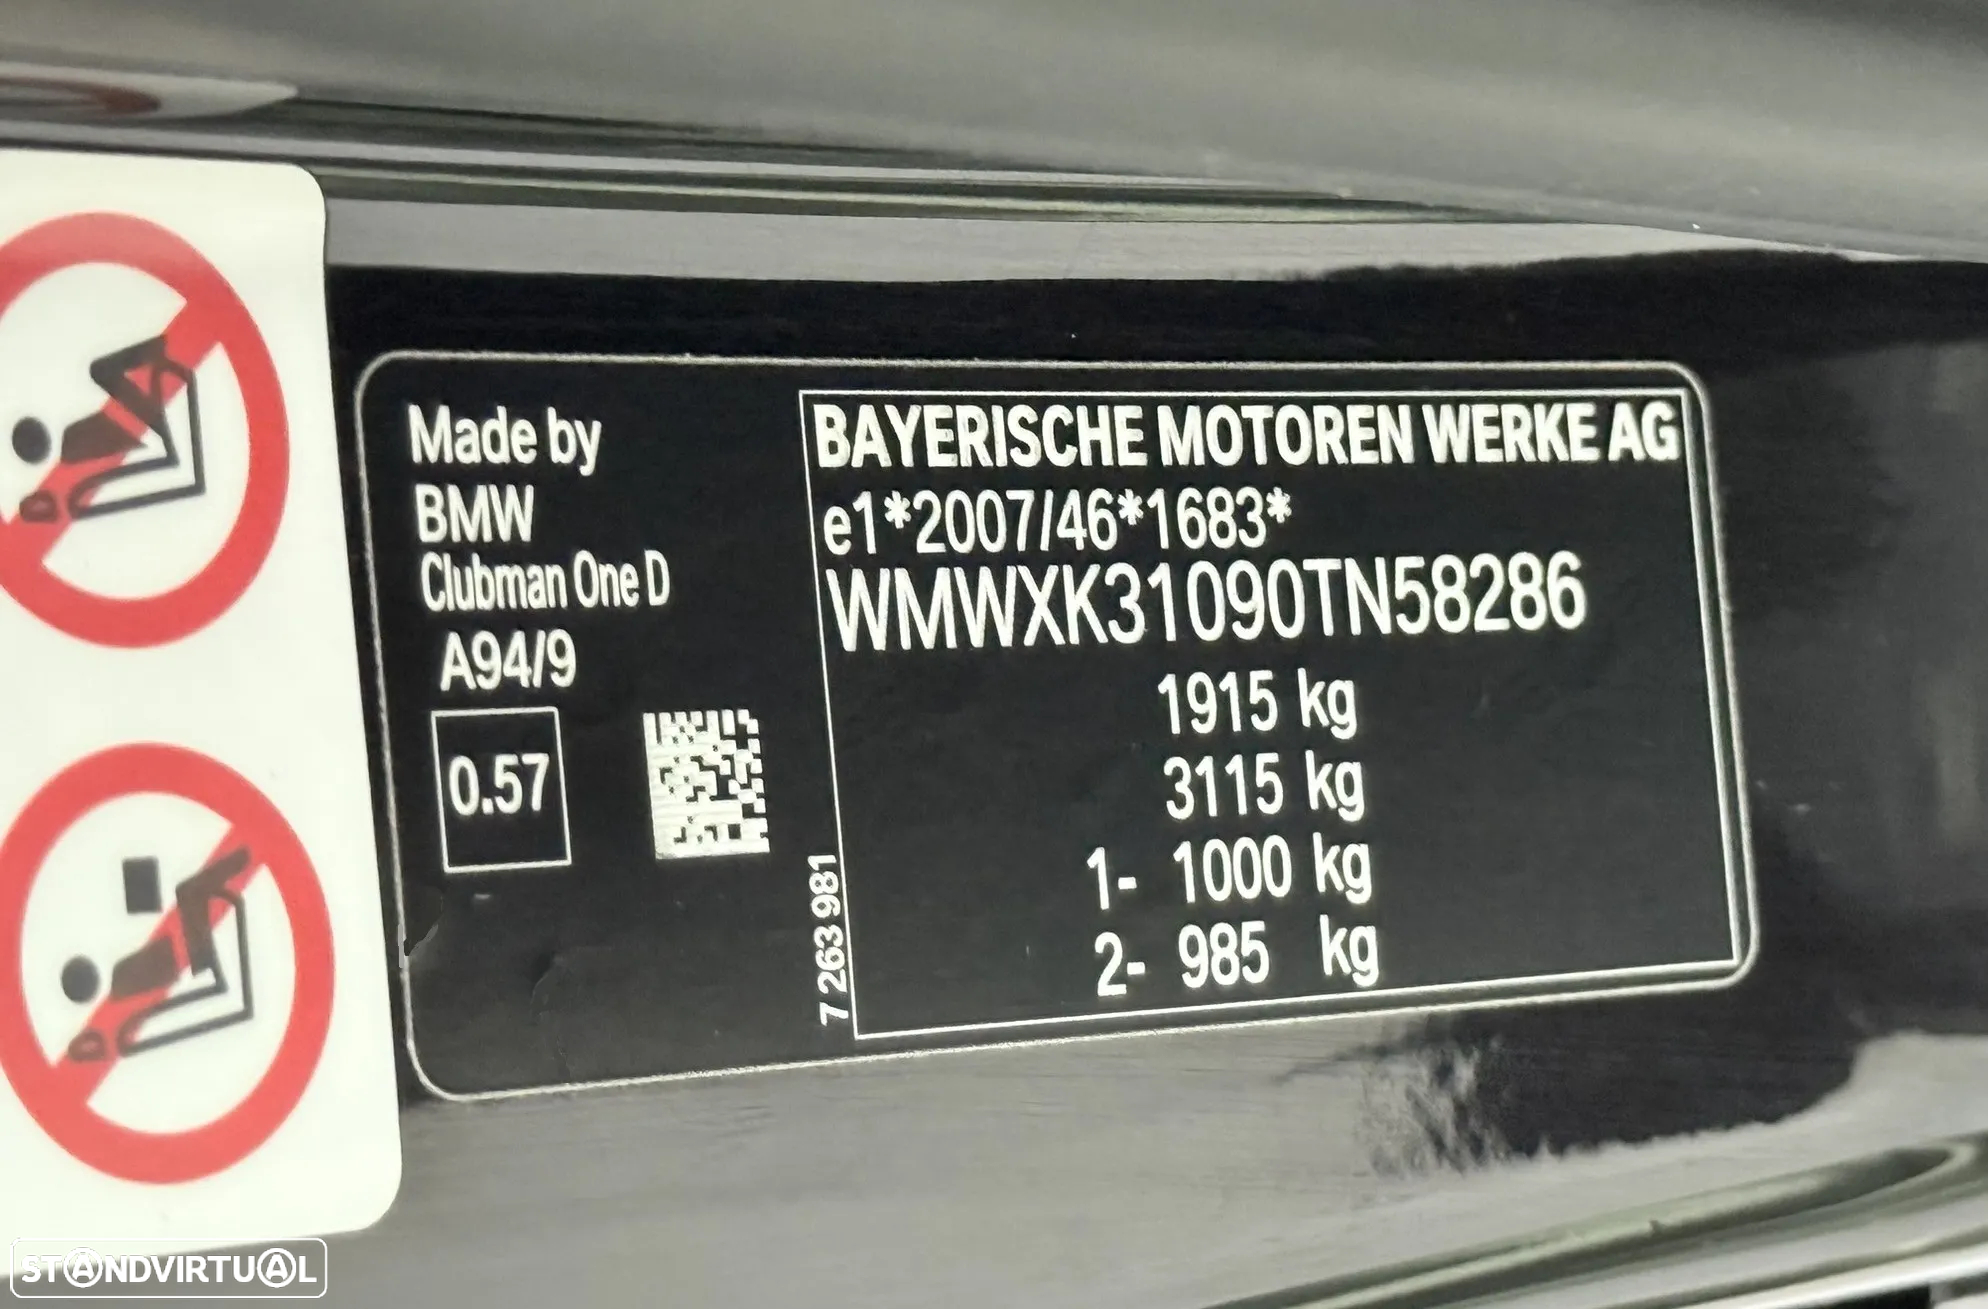 Made by
BMW
Clubman One D
A94/9
0.57
BAYERISCHE MOTOREN WERKE AG
e1*2007/46*1683*
WMWXK31090TN58286
1915 kg
3115 kg
1- 1000 kg
2- 985 kg
7 263 981
STANDVIRTUAL